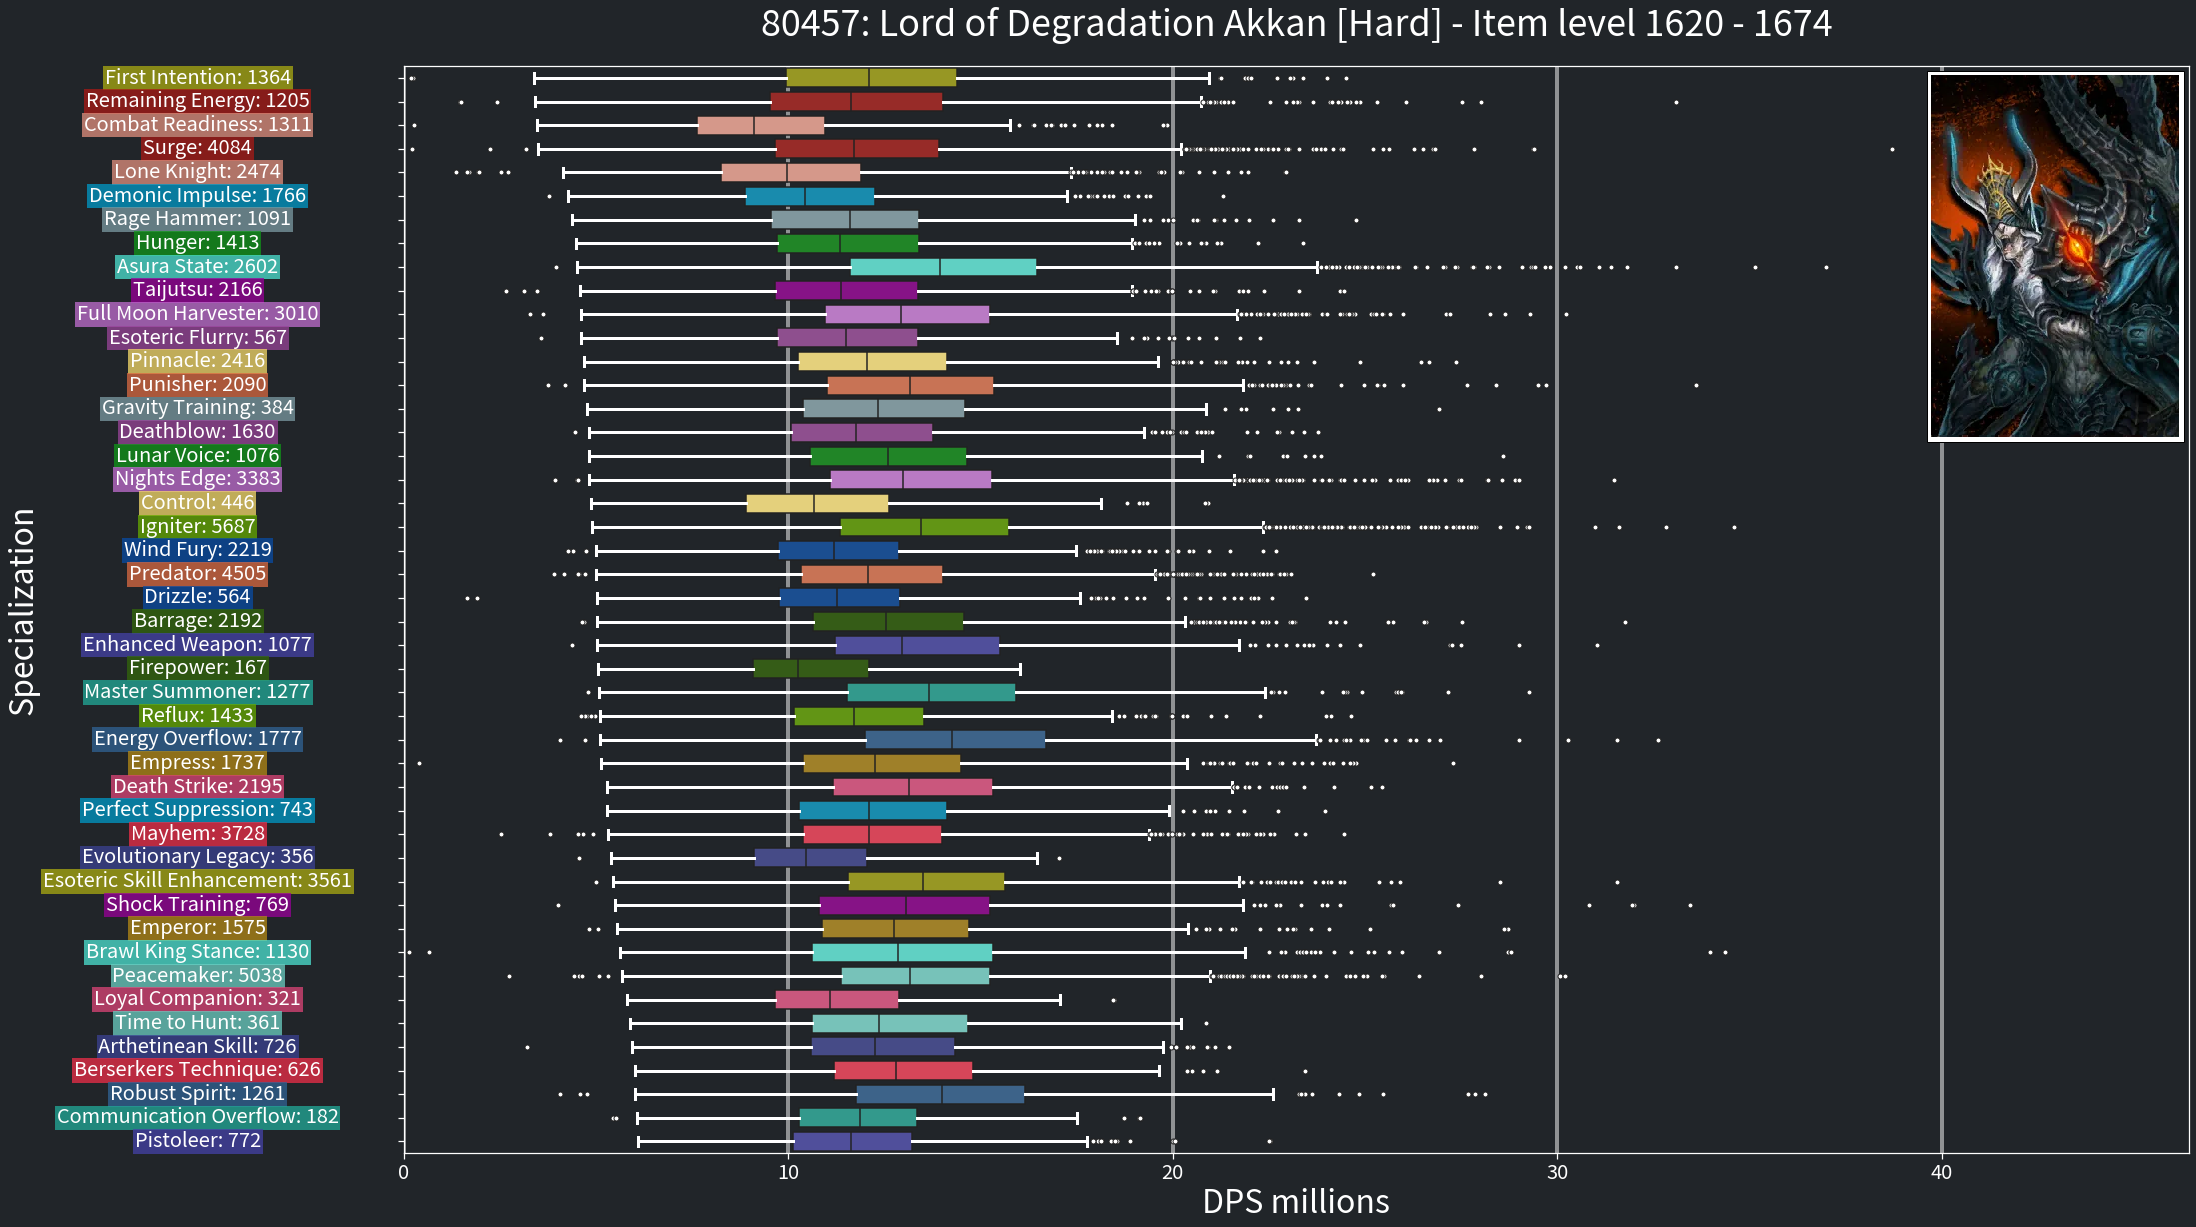 80457: Lord of Degradation Akkan [Hard] - Item level 1620 - 1674
Specialization
First Intention: 1364
Remaining Energy: 1205
Combat Readiness: 1311
Surge: 4084
Lone Knight: 2474
Demonic Impulse: 1766
Rage Hammer: 1091
Hunger: 1413
Asura State: 2602
Taijutsu: 2166
Full Moon Harvester: 3010
Esoteric Flurry: 567
Pinnacle: 2416
Punisher: 2090
Gravity Training: 384
Deathblow: 1630
Lunar Voice: 1076
Nights Edge: 3383
Control: 446
Igniter: 5687
Wind Fury: 2219
Predator: 4505
Drizzle: 564
Barrage: 2192
Enhanced Weapon: 1077
Firepower: 167
Master Summoner: 1277
Reflux: 1433
Energy Overflow: 1777
Empress: 1737
Death Strike: 2195
Perfect Suppression: 743
Mayhem: 3728
Evolutionary Legacy: 356
Esoteric Skill Enhancement: 3561
Shock Training: 769
Emperor: 1575
Brawl King Stance: 1130
Peacemaker: 5038
Loyal Companion: 321
Time to Hunt: 361
Arthetinean Skill: 726
Berserkers Technique: 626
Robust Spirit: 1261
Communication Overflow: 182
Pistoleer: 772
0 10 20 30 40
DPS millions